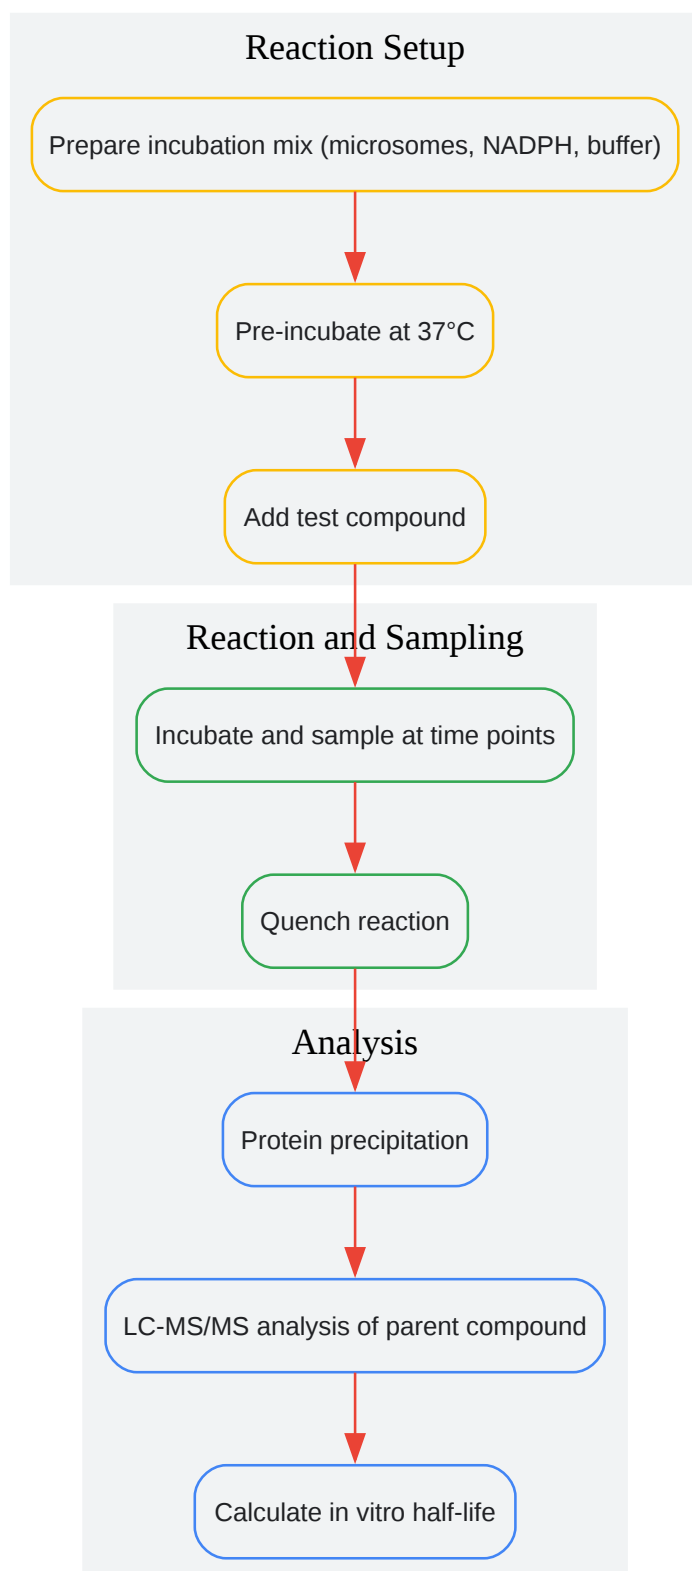 Reaction Setup
Prepare incubation mix (microsomes, NADPH, buffer)
Pre-incubate at 37°C
Add test compound
Reaction and Sampling
Incubate and sample at time points
Quench reaction
Analysis
Protein precipitation
LC-MS/MS analysis of parent compound
Calculate in vitro half-life